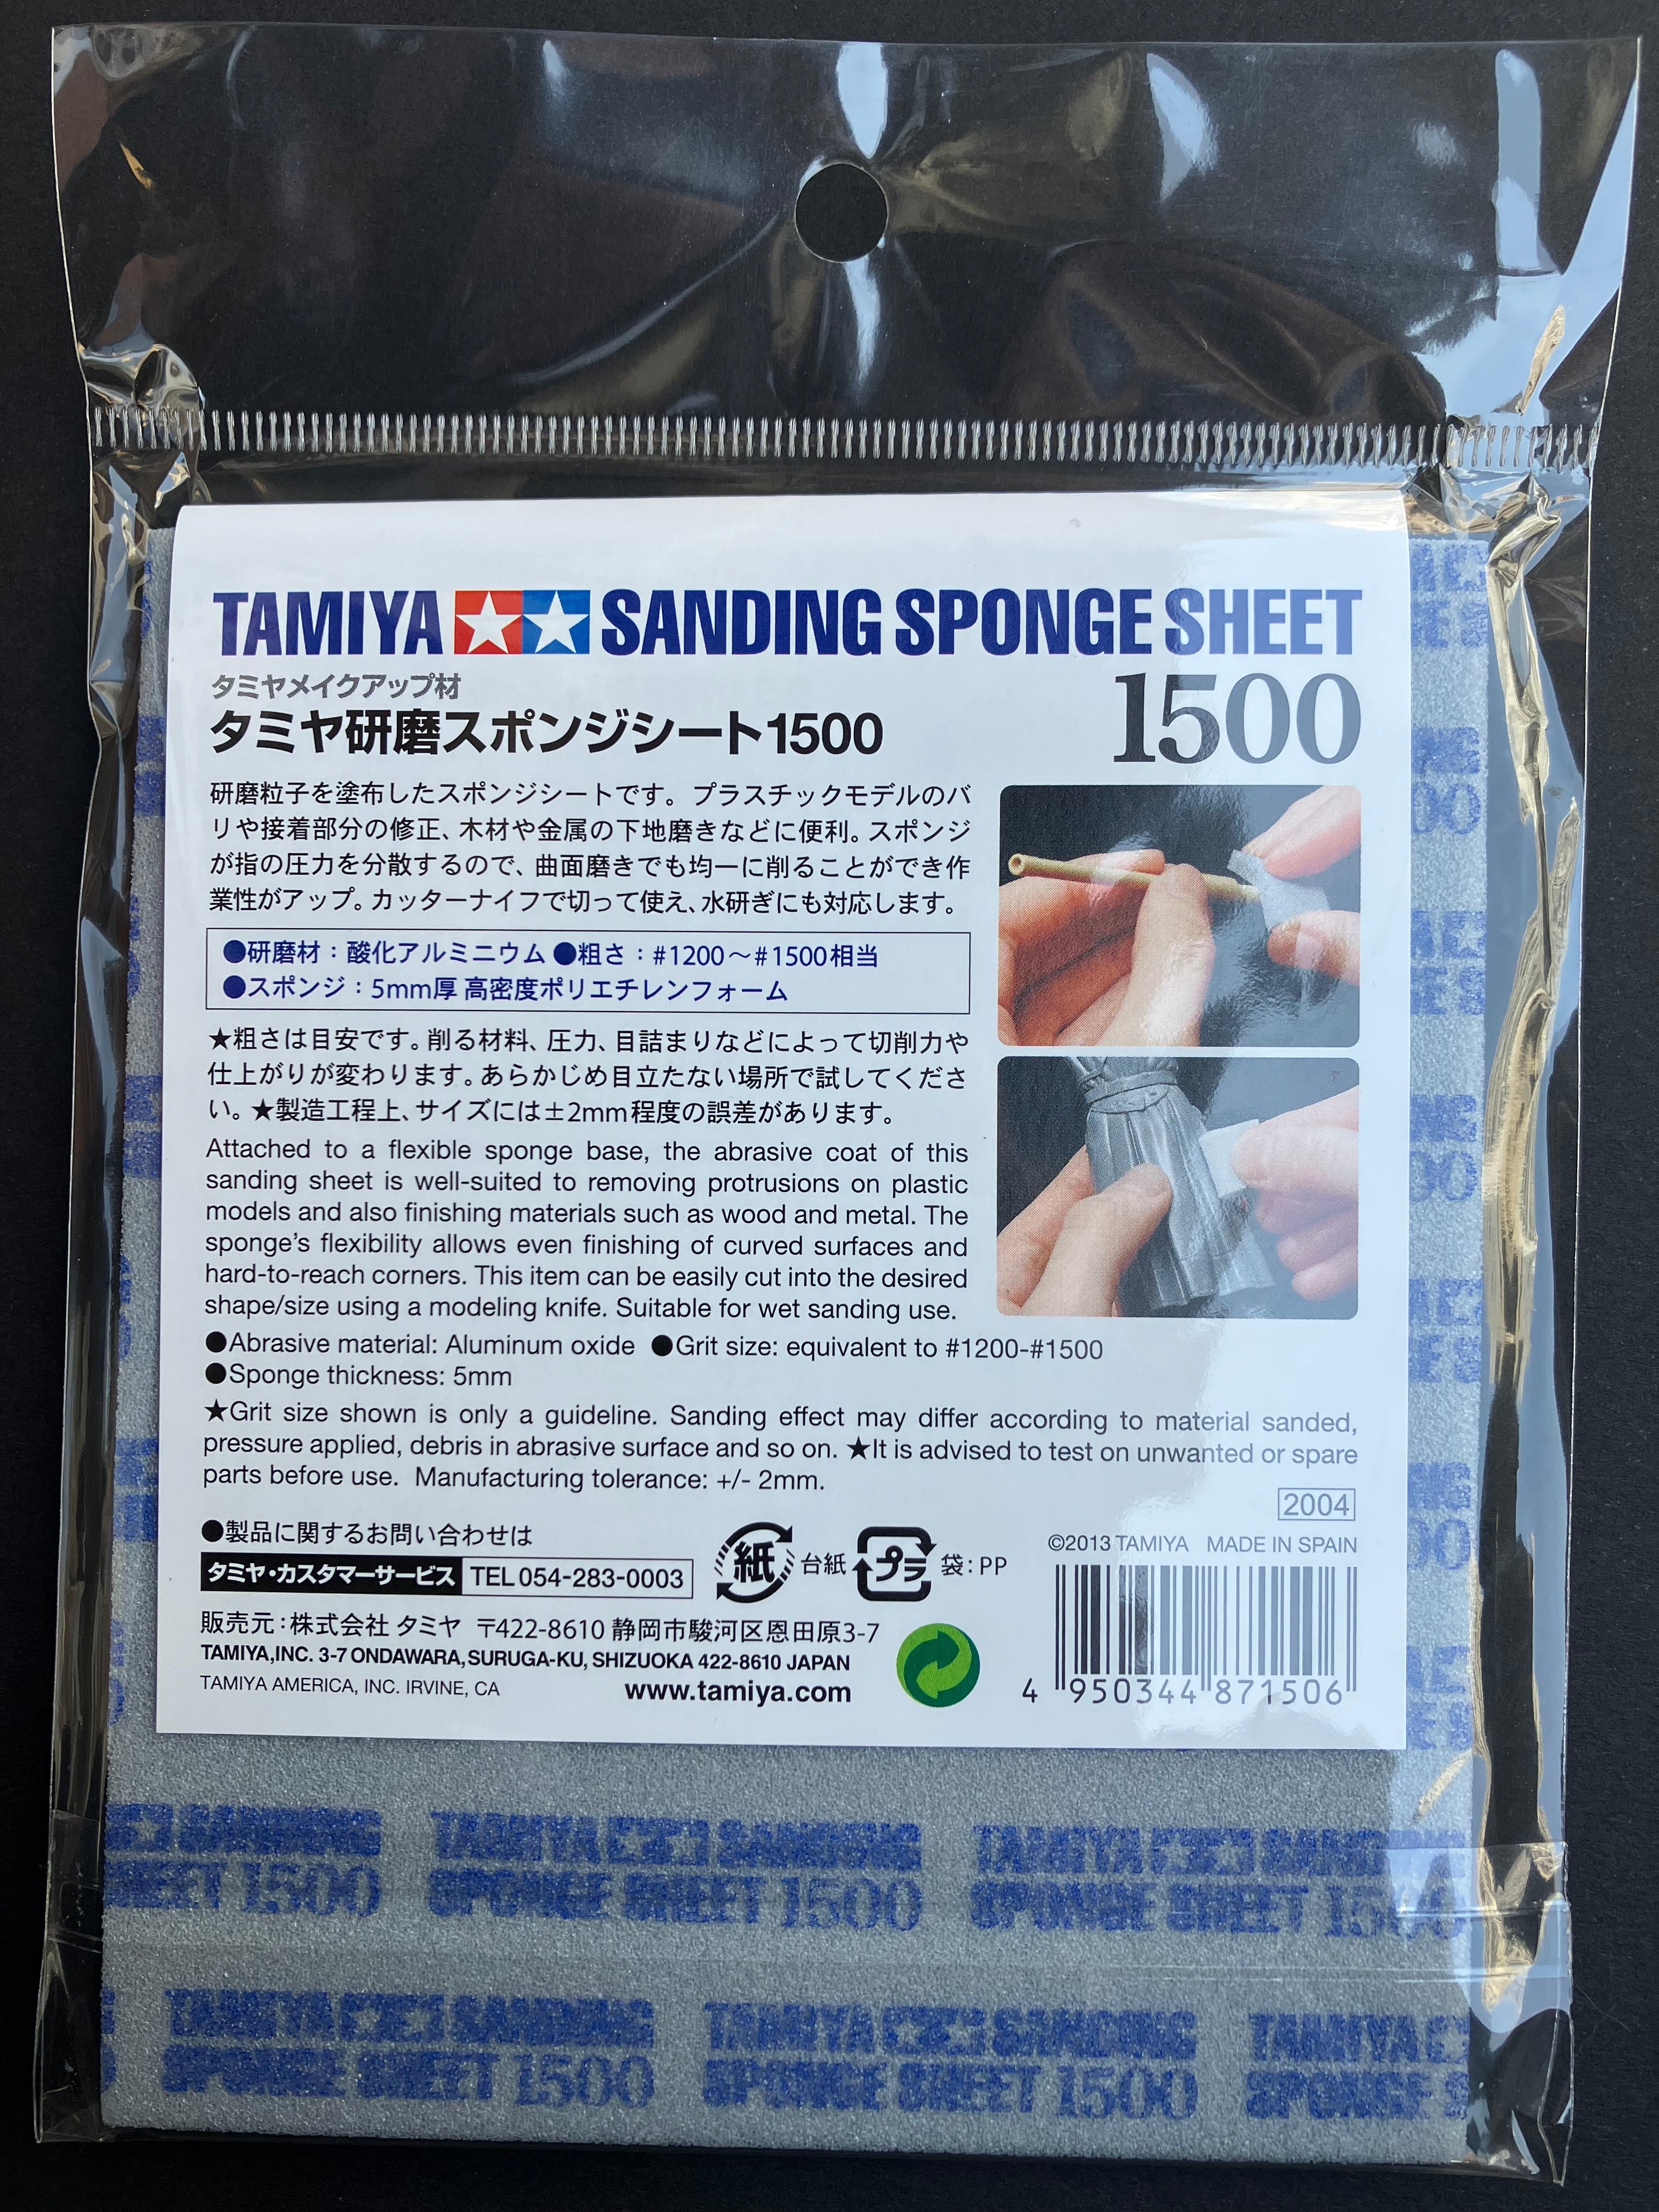 TAMIYA SANDING SPONGE SHEET
タミヤメイクアップ材
タミヤ研磨スポンジシート1500
1500
研磨粒子を塗布したスポンジシートです。プラスチックモデルのバ
リや接着部分の修正、木材や金属の下地磨きなどに便利。スポンジ
が指の圧力を分散するので、曲面磨きでも均一に削ることができ作
業性がアップ。カッターナイフで切って使え、水研ぎにも対応します。
●研磨材：酸化アルミニウム ●粗さ：#1200～#1500相当
●スポンジ：5mm厚 高密度ポリエチレンフォーム
★粗さは目安です。削る材料、圧力、目詰まりなどによって切削力や
仕上がりが変わります。あらかじめ目立たない場所で試してくださ
い。★製造工程上、サイズには±2mm程度の誤差があります。
Attached to a flexible sponge base, the abrasive coat of this
sanding sheet is well-suited to removing protrusions on plastic
models and also finishing materials such as wood and metal. The
sponge's flexibility allows even finishing of curved surfaces and
hard-to-reach corners. This item can be easily cut into the desired
shape/size using a modeling knife. Suitable for wet sanding use.
●Abrasive material: Aluminum oxide ●Grit size: equivalent to #1200-#1500
●Sponge thickness: 5mm
★Grit size shown is only a guideline. Sanding effect may differ according to material sanded,
pressure applied, debris in abrasive surface and so on. ★It is advised to test on unwanted or spare
parts before use. Manufacturing tolerance: +/- 2mm.
2004
●製品に関するお問い合わせは
タミヤ・カスタマーサービス TEL 054-283-0003
紙 台紙 プラ 袋：PP
©2013 TAMIYA MADE IN SPAIN
販売元：株式会社 タミヤ 〒422-8610 静岡市駿河区恩田原3-7
TAMIYA,INC. 3-7 ONDAWARA, SURUGA-KU, SHIZUOKA 422-8610 JAPAN
TAMIYA AMERICA, INC. IRVINE, CA www.tamiya.com
4 950344 871506
SANDING TAMIYA SANDING TAMIYA SANDING
SHEET 1500 SPONGE SHEET 1500 SPONGE SHEET 1500
TAMIYA SANDING TAMIYA SANDING TAMIYA
SPONGE SHEET 1500 SPONGE SHEET 1500 SPONGE